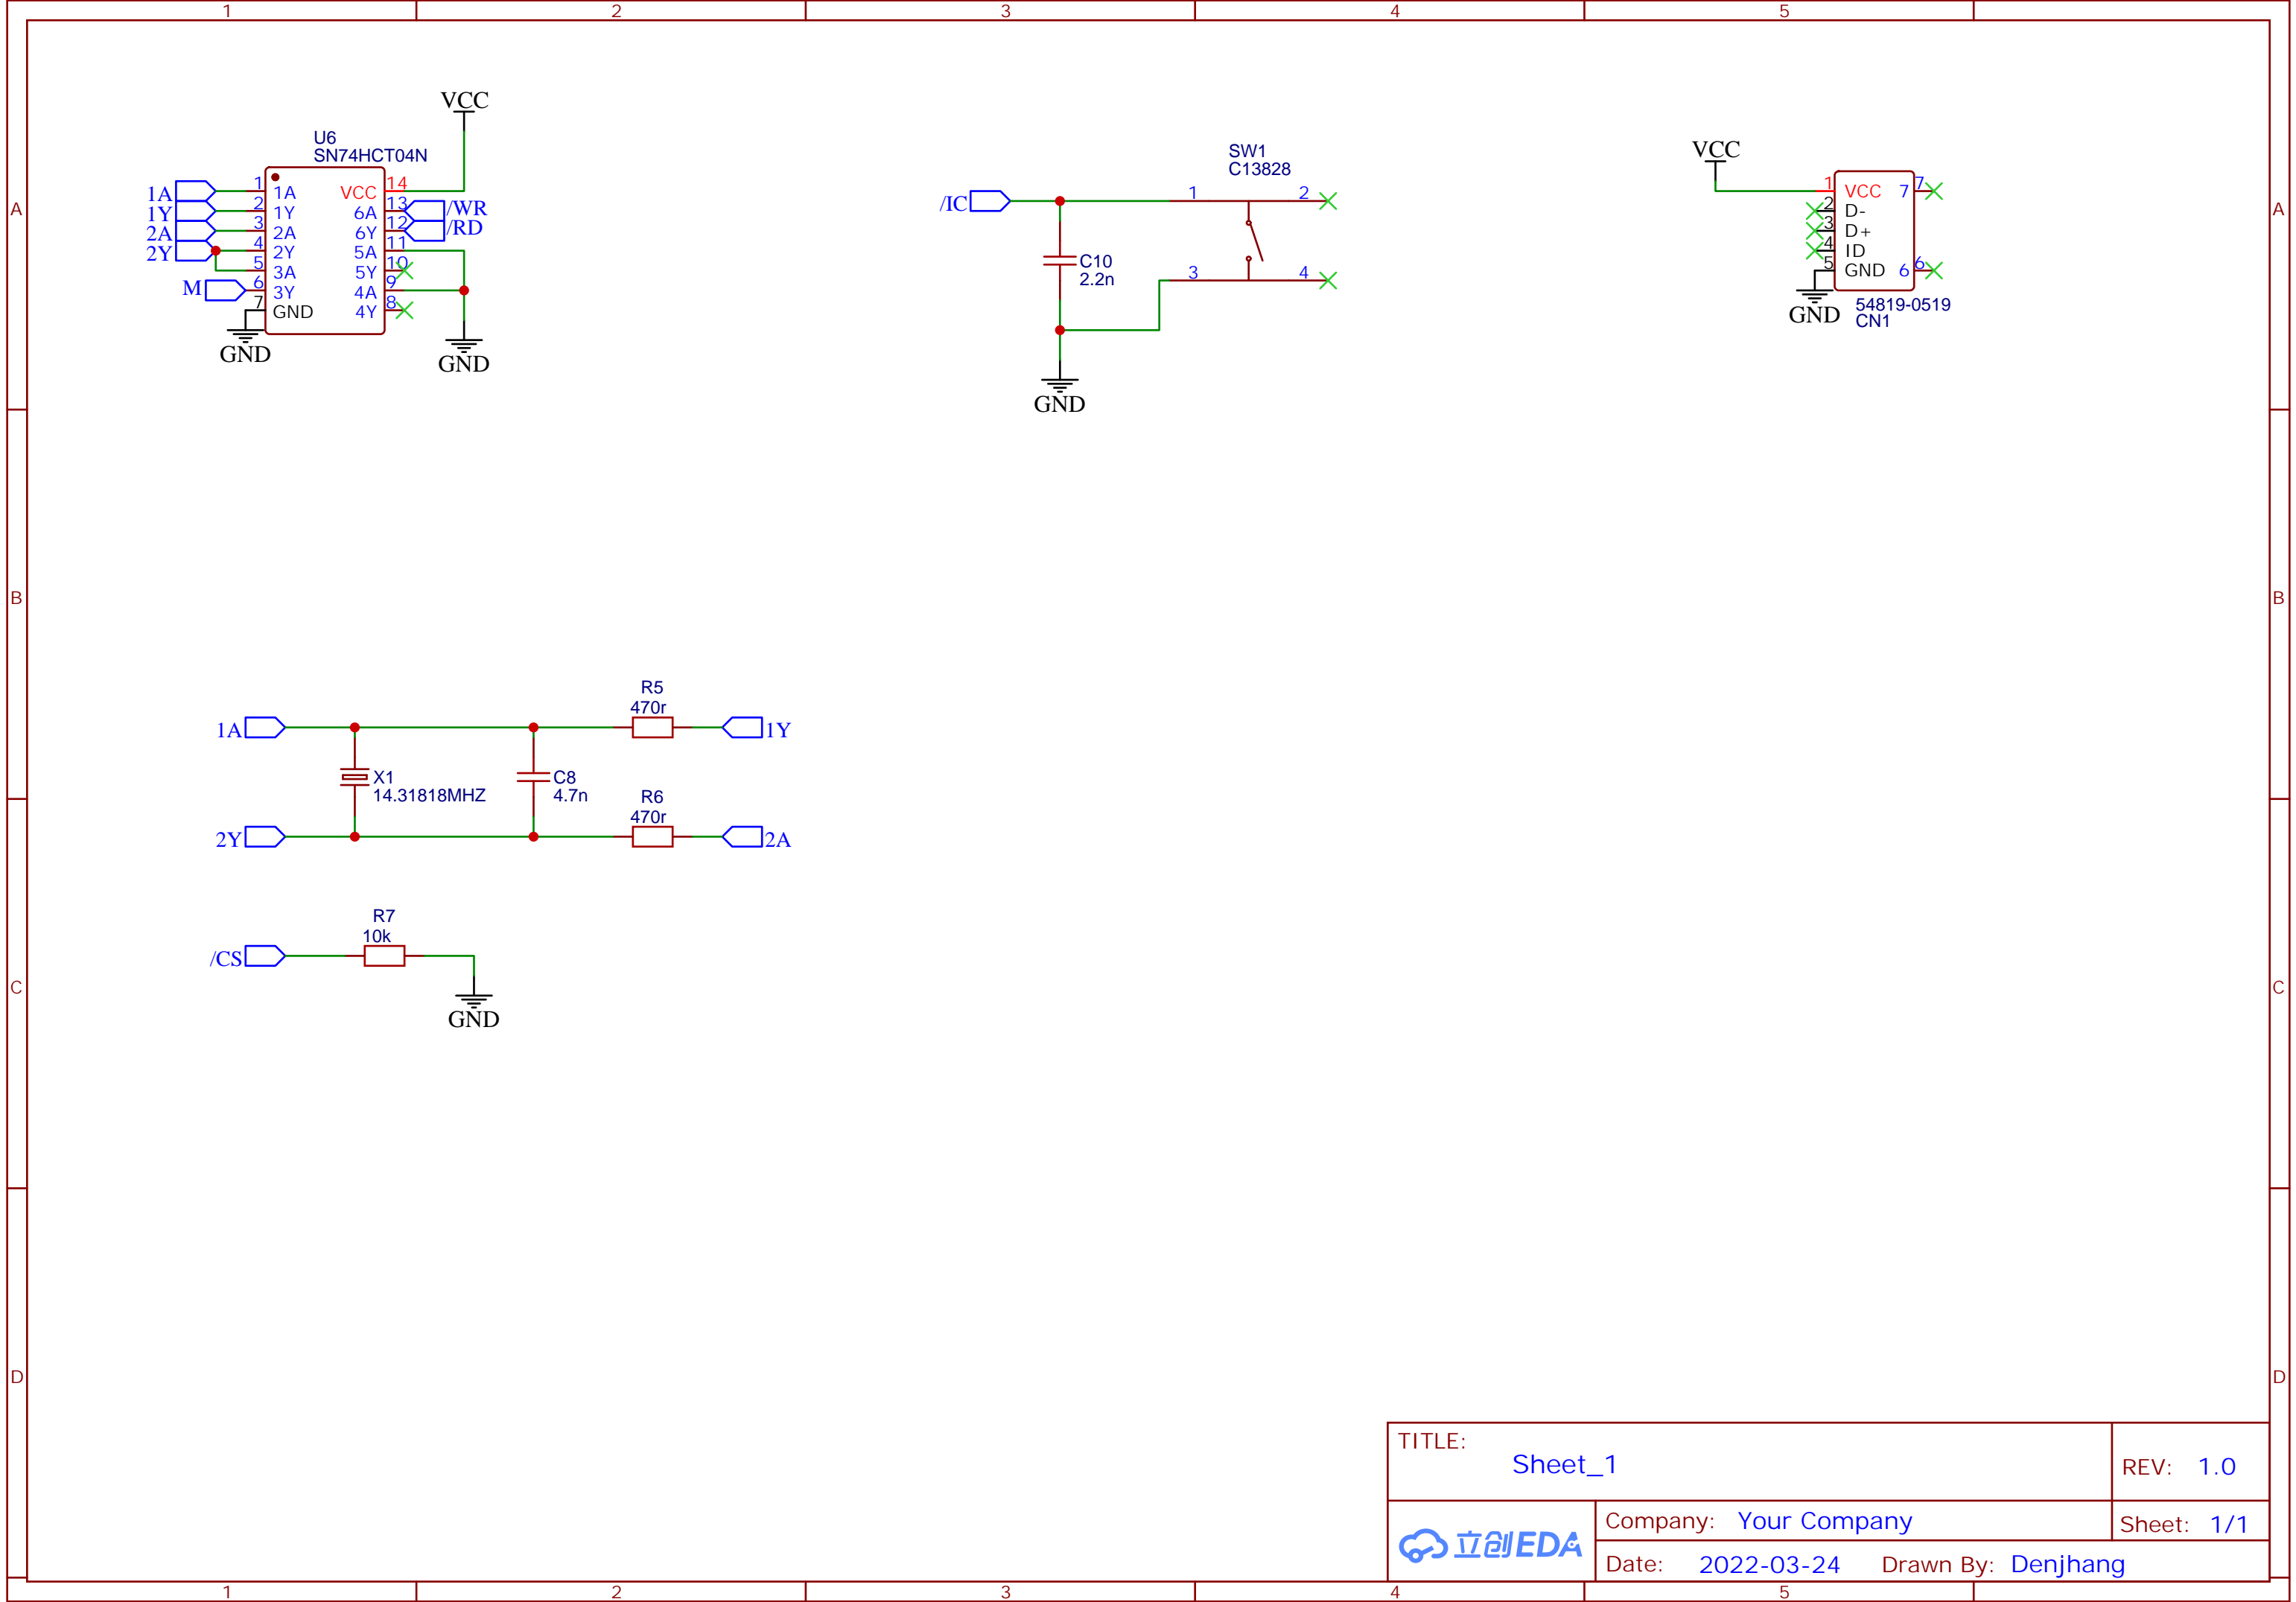 1 2 3 4 5
A A
B B
C C
D D
1 2 3 4 5
VCC
U6
SN74HCT04N
1A 1 1A VCC 14
1Y 2 1Y 6A 13 /WR
2A 3 2A 6Y 12 /RD
2Y 4 2Y 5A 11
5 3A 5Y 10
M 6 3Y 4A 9
7 GND 4Y 8
GND
GND
SW1
C13828
/IC 1 2
C10
2.2n
3 4
GND
VCC
1 VCC 7 7
2 D-
3 D+
4 ID
5 GND 6 6
GND
54819-0519
CN1
R5
470r
1A 1Y
X1
14.31818MHZ
C8
4.7n
R6
470r
2Y 2A
R7
10k
/CS
GND
TITLE:
Sheet_1
REV: 1.0
立创EDA
Company: Your Company
Sheet: 1/1
Date: 2022-03-24 Drawn By: Denjhang